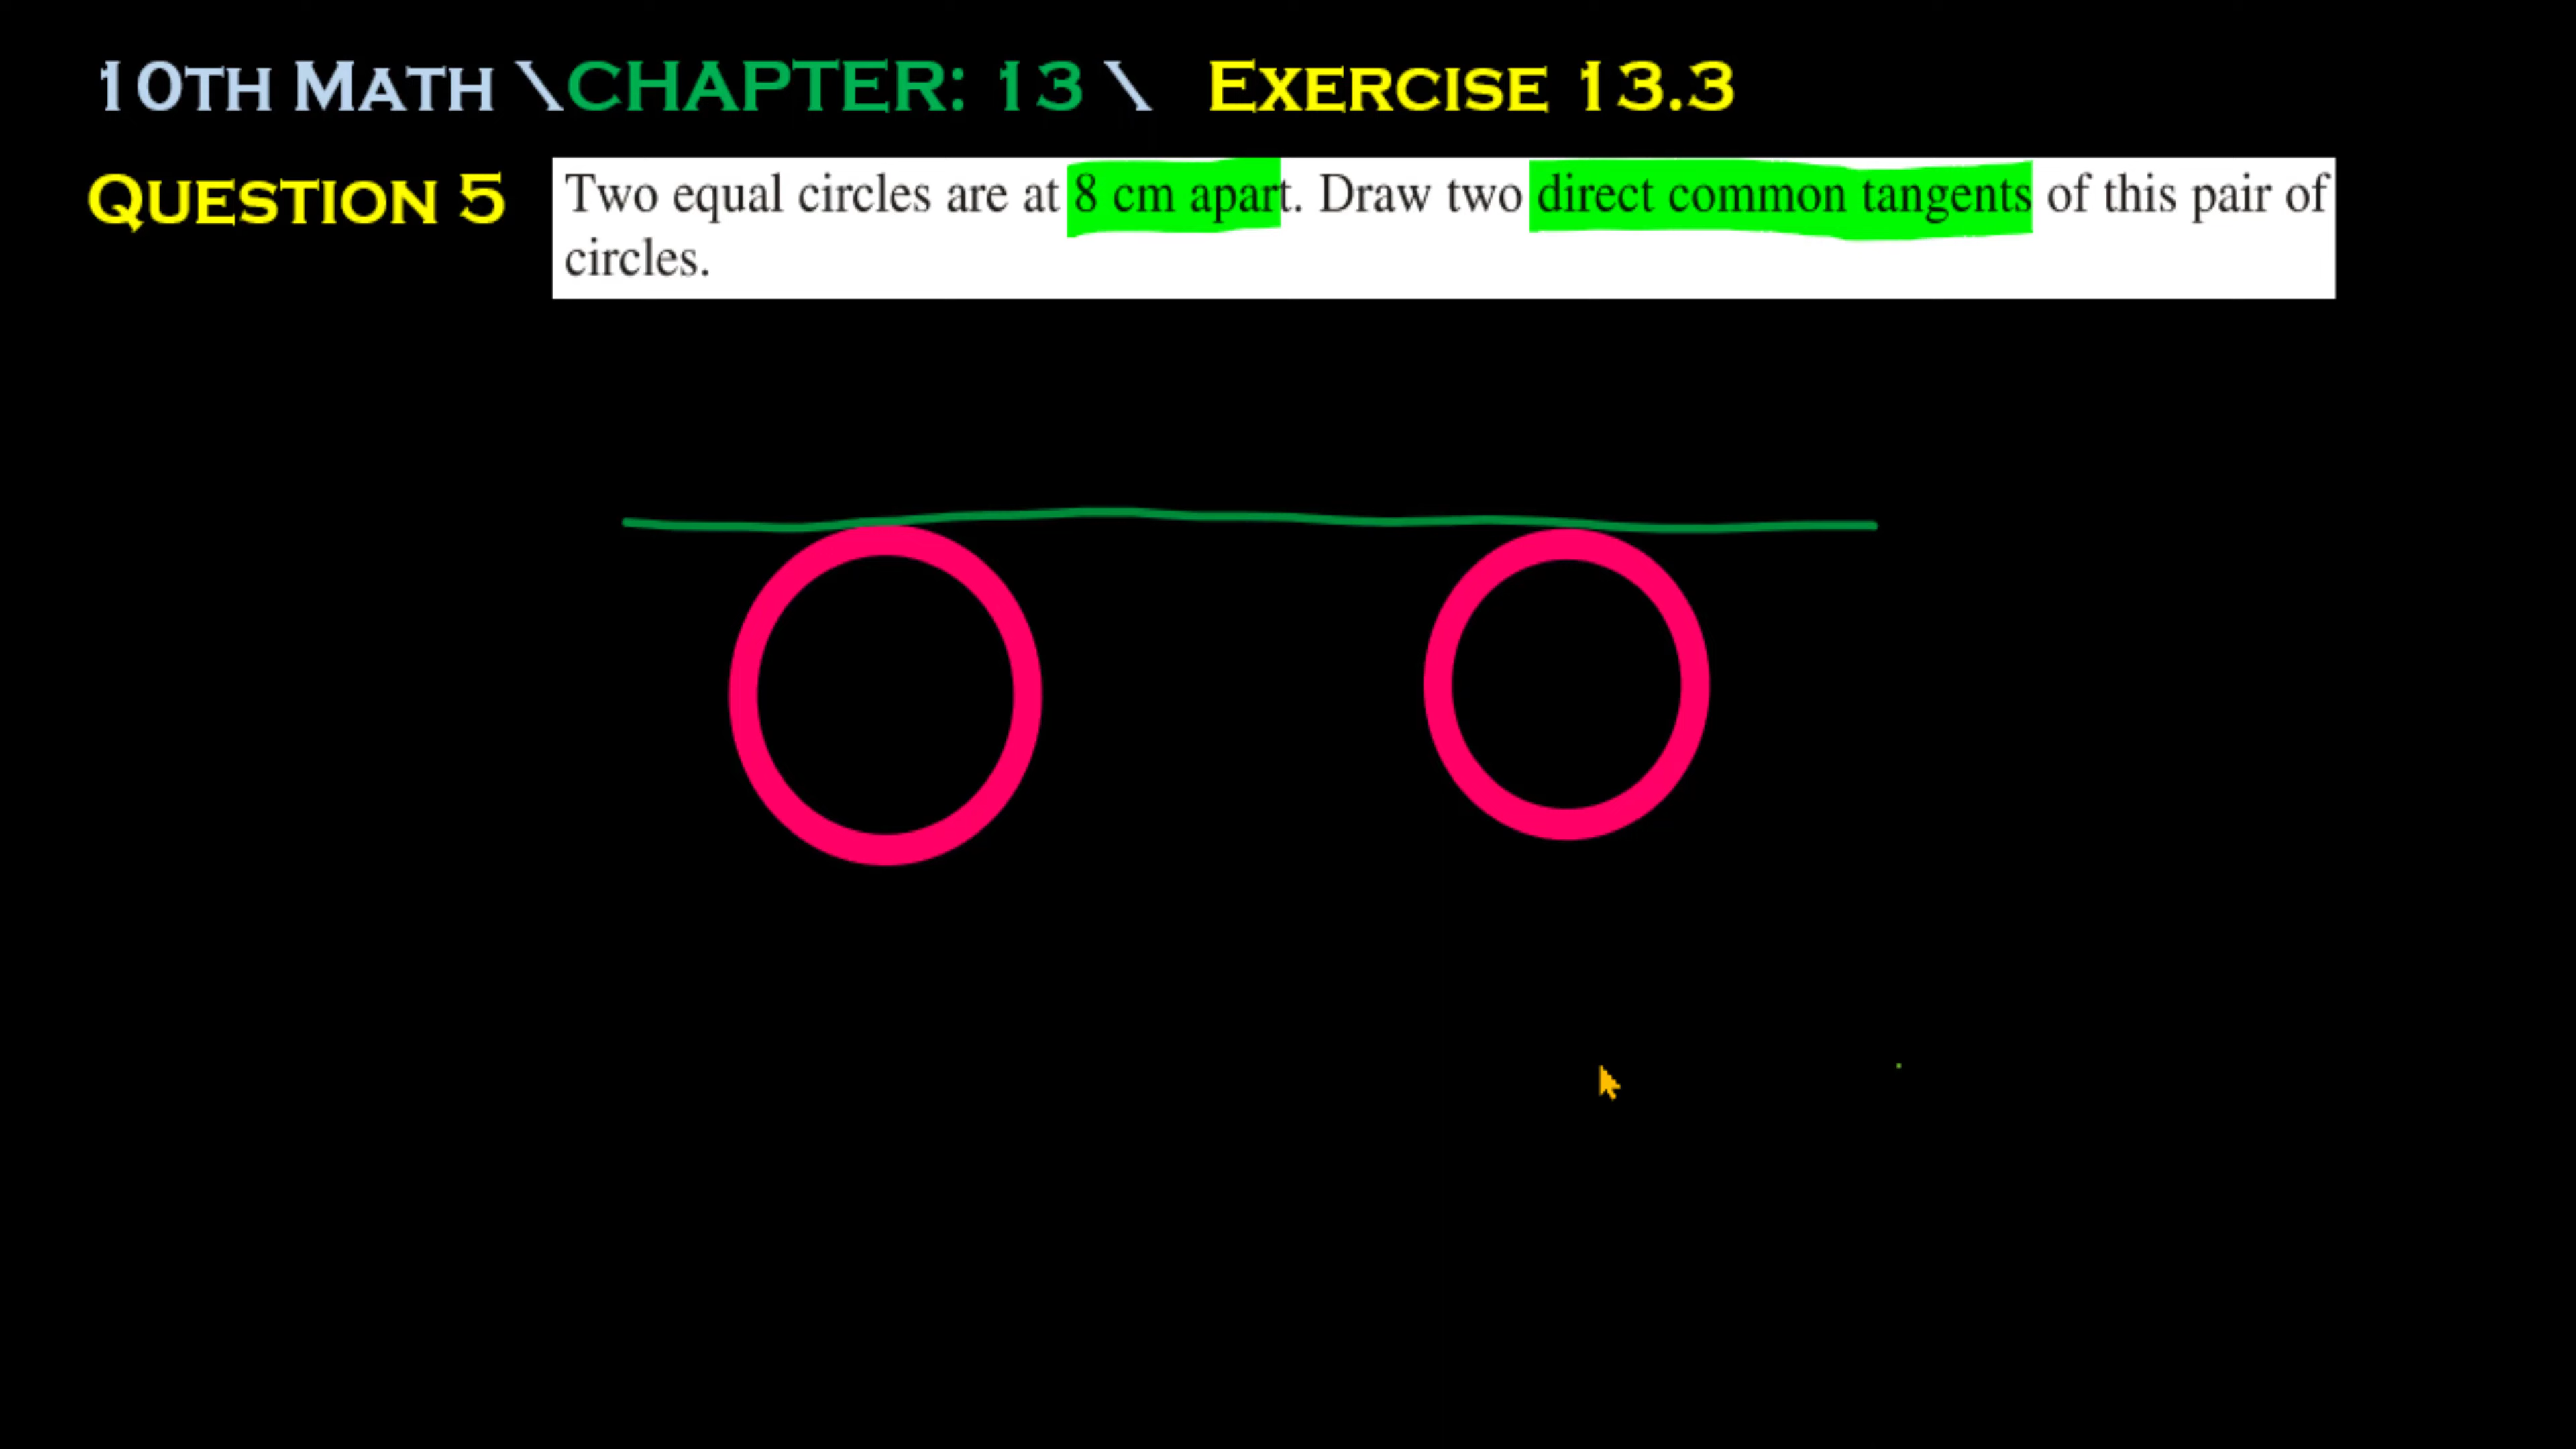 10TH MATH \CHAPTER: 13 \ EXERCISE 13.3
QUESTION 5
Two equal circles are at 8 cm apart. Draw two direct common tangents of this pair of
circles.